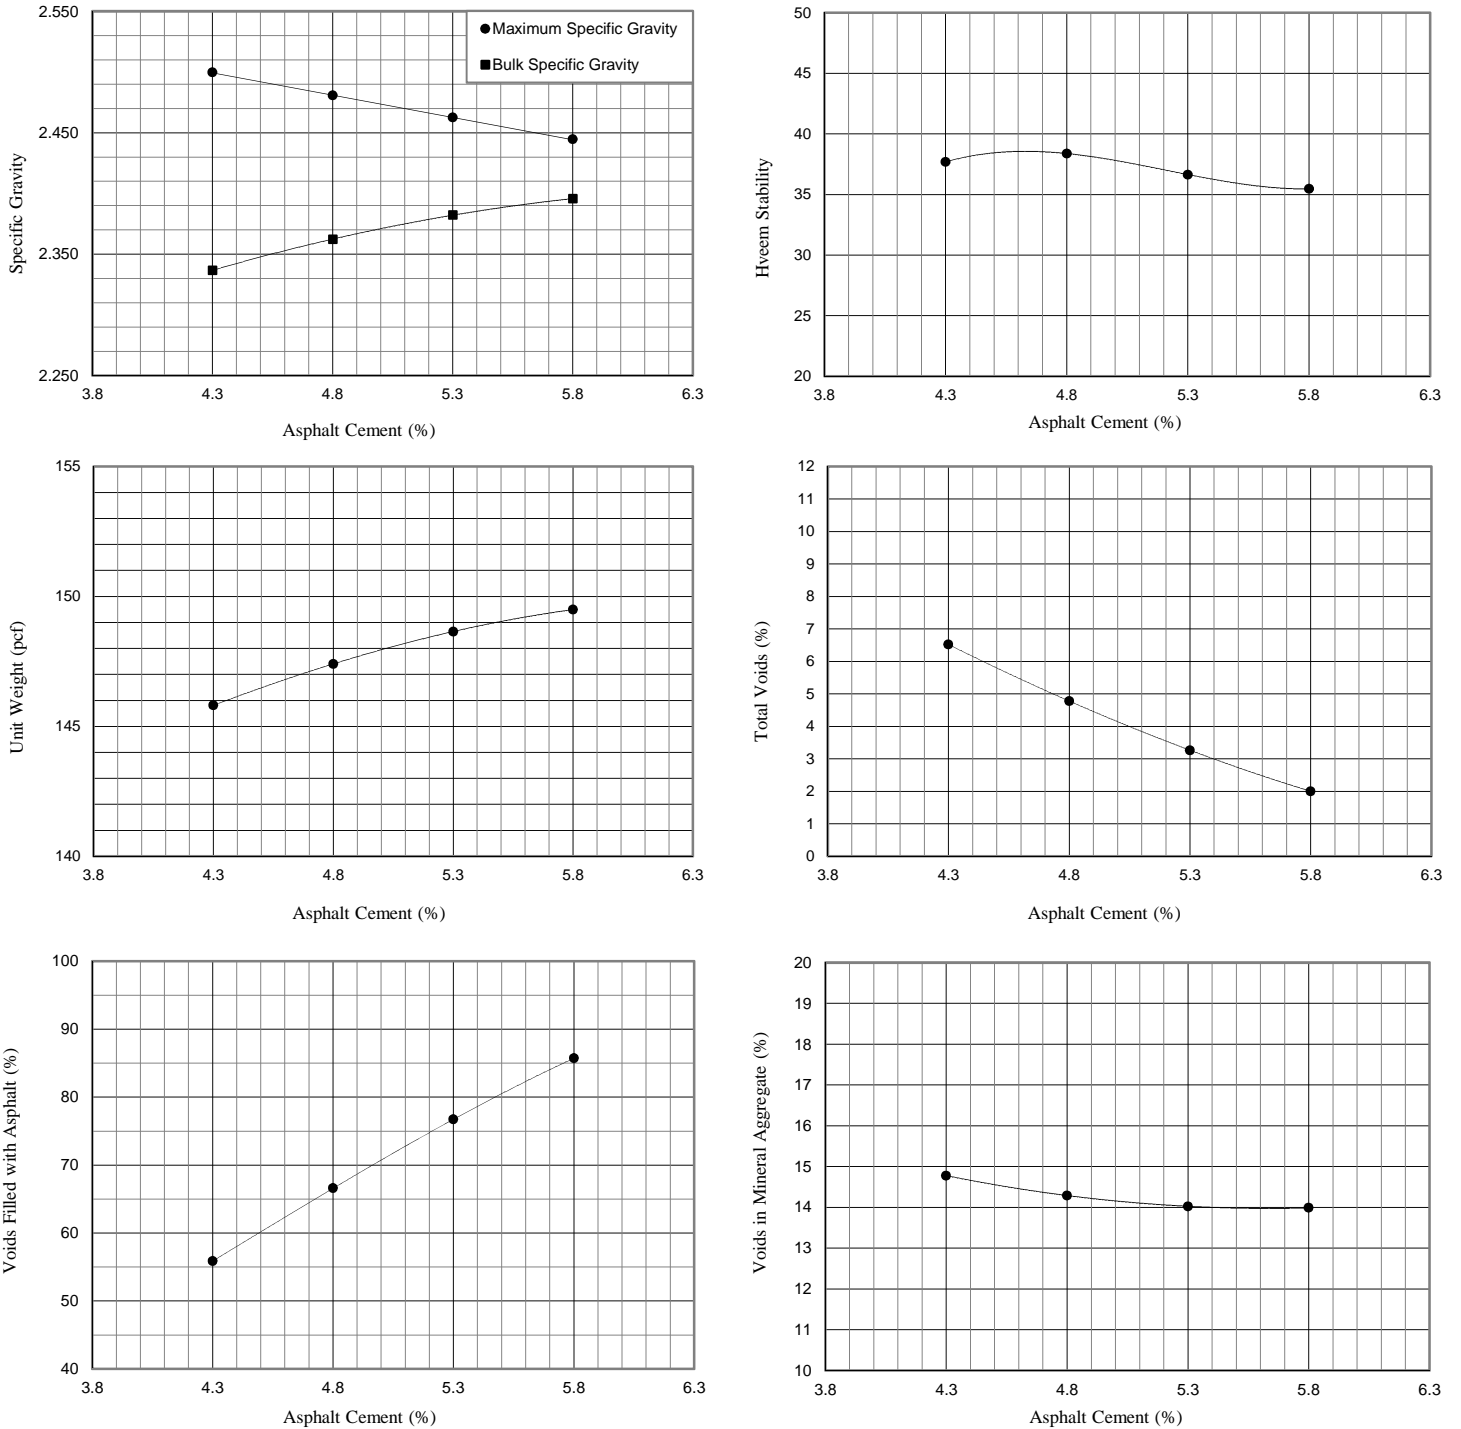 2.550
2.450
2.350
2.250
Specific Gravity
Maximum Specific Gravity
Bulk Specific Gravity
3.8 4.3 4.8 5.3 5.8 6.3
Asphalt Cement (%)
50
45
40
35
30
25
20
Hveem Stability
3.8 4.3 4.8 5.3 5.8 6.3
Asphalt Cement (%)
155
150
145
140
Unit Weight (pcf)
3.8 4.3 4.8 5.3 5.8 6.3
Asphalt Cement (%)
12
11
10
9
8
7
6
5
4
3
2
1
0
Total Voids (%)
3.8 4.3 4.8 5.3 5.8 6.3
Asphalt Cement (%)
100
90
80
70
60
50
40
Voids Filled with Asphalt (%)
3.8 4.3 4.8 5.3 5.8 6.3
Asphalt Cement (%)
20
19
18
17
16
15
14
13
12
11
10
Voids in Mineral Aggregate (%)
3.8 4.3 4.8 5.3 5.8 6.3
Asphalt Cement (%)